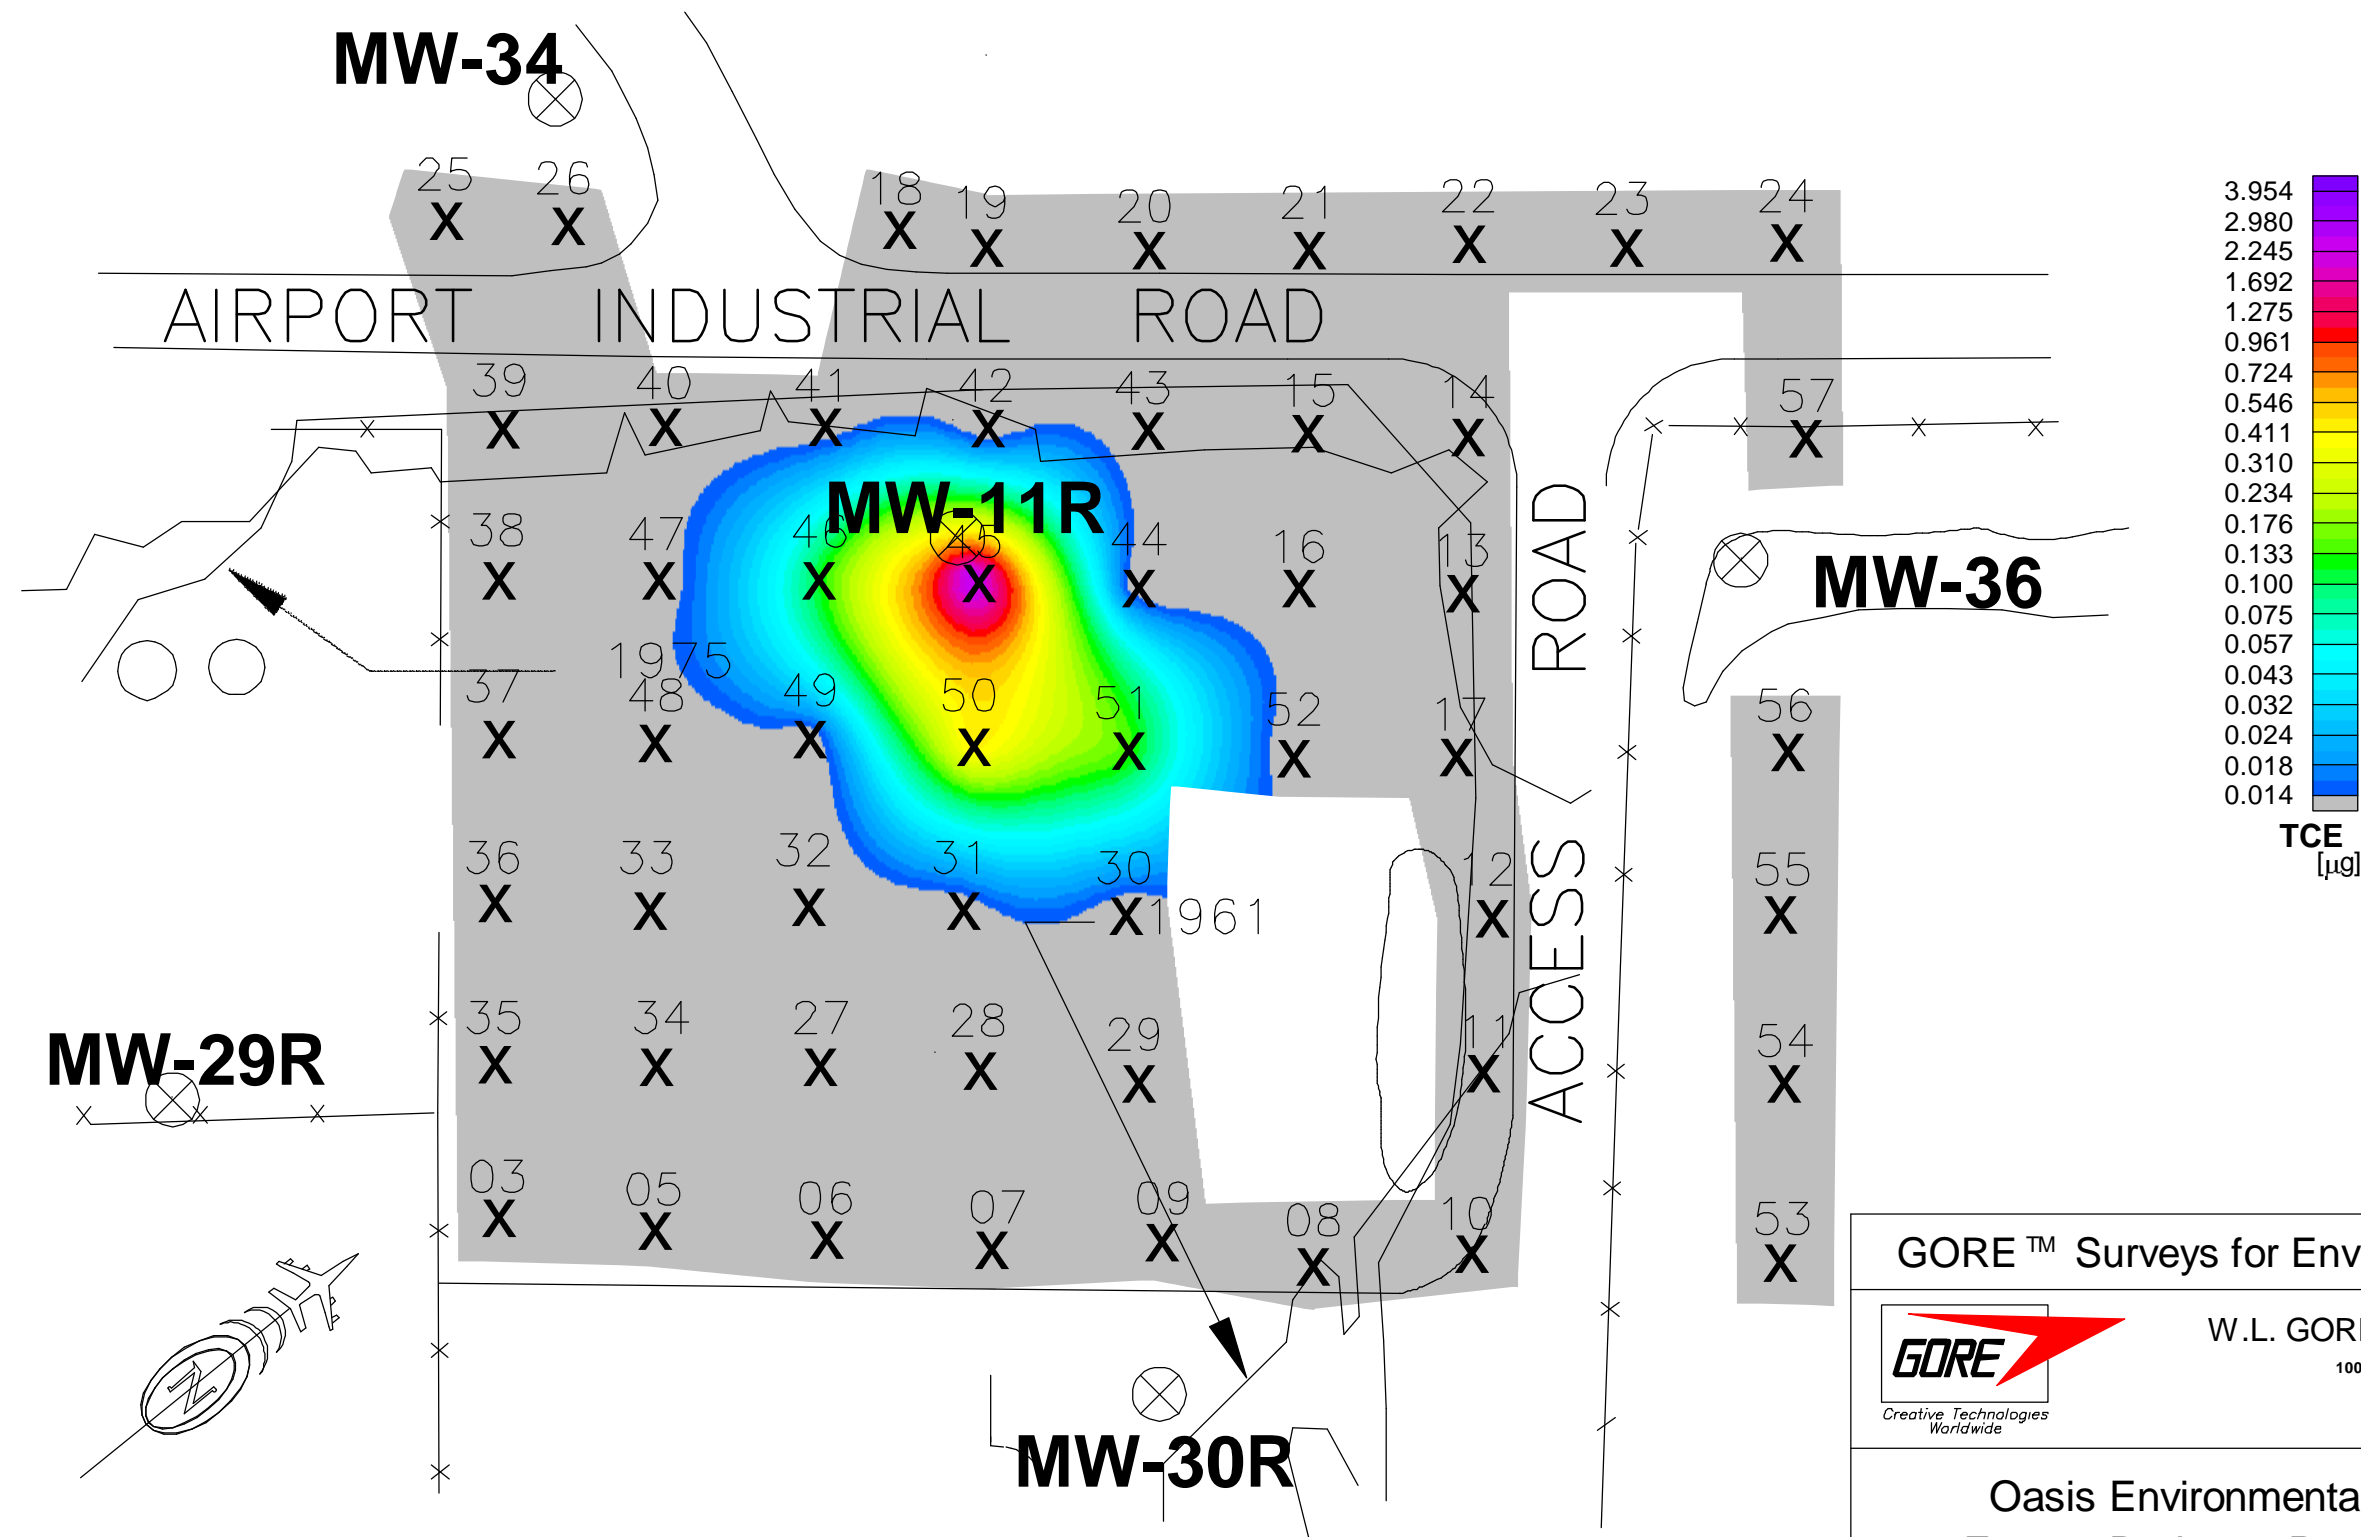 MW-34
25 26 18 19 20 21 22 23 24
AIRPORT INDUSTRIAL ROAD
39 40 41 42 43 15 14 57
MW-11R
38 47 46 45 44 16 13
MW-36
1975
37 48 49 50 51 52 17 56
36 33 32 31 30 12 55
1961
ACCESS ROAD
35 34 27 28 29 11 54
MW-29R
03 05 06 07 09 08 10 53
N
MW-30R
3.954
2.980
2.245
1.692
1.275
0.961
0.724
0.546
0.411
0.310
0.234
0.176
0.133
0.100
0.075
0.057
0.043
0.032
0.024
0.018
0.014
TCE
[µg]
GORE™ Surveys for Env
GORE
Creative Technologies
Worldwide
W.L. GORE
100
Oasis Environmenta